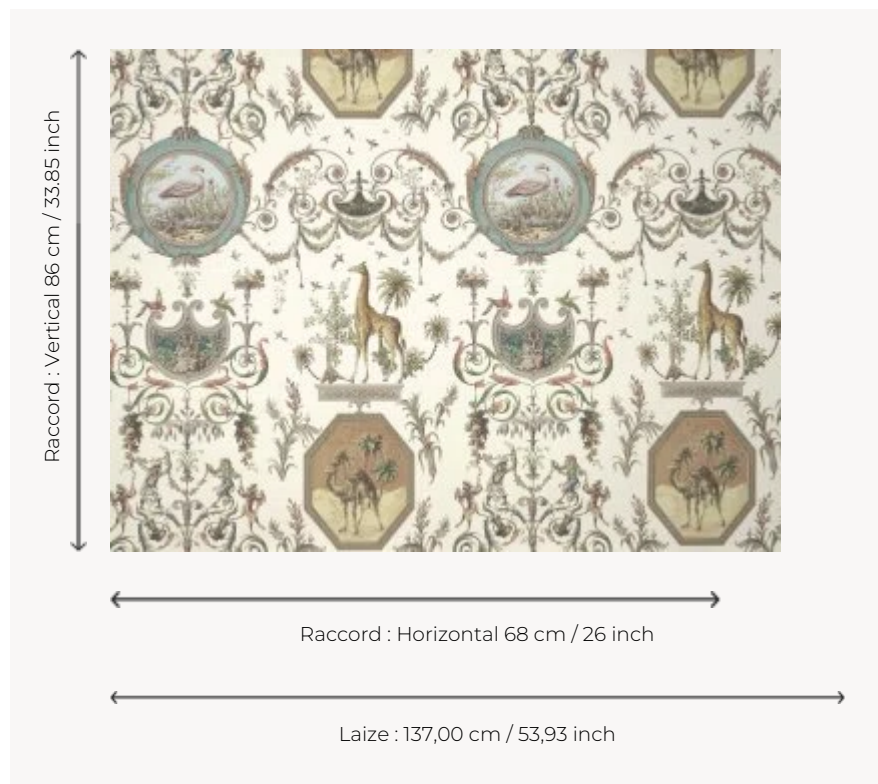 Raccord : Vertical 86 cm / 33.85 inch
Raccord : Horizontal 68 cm / 26 inch
Laize : 137,00 cm / 53,93 inch